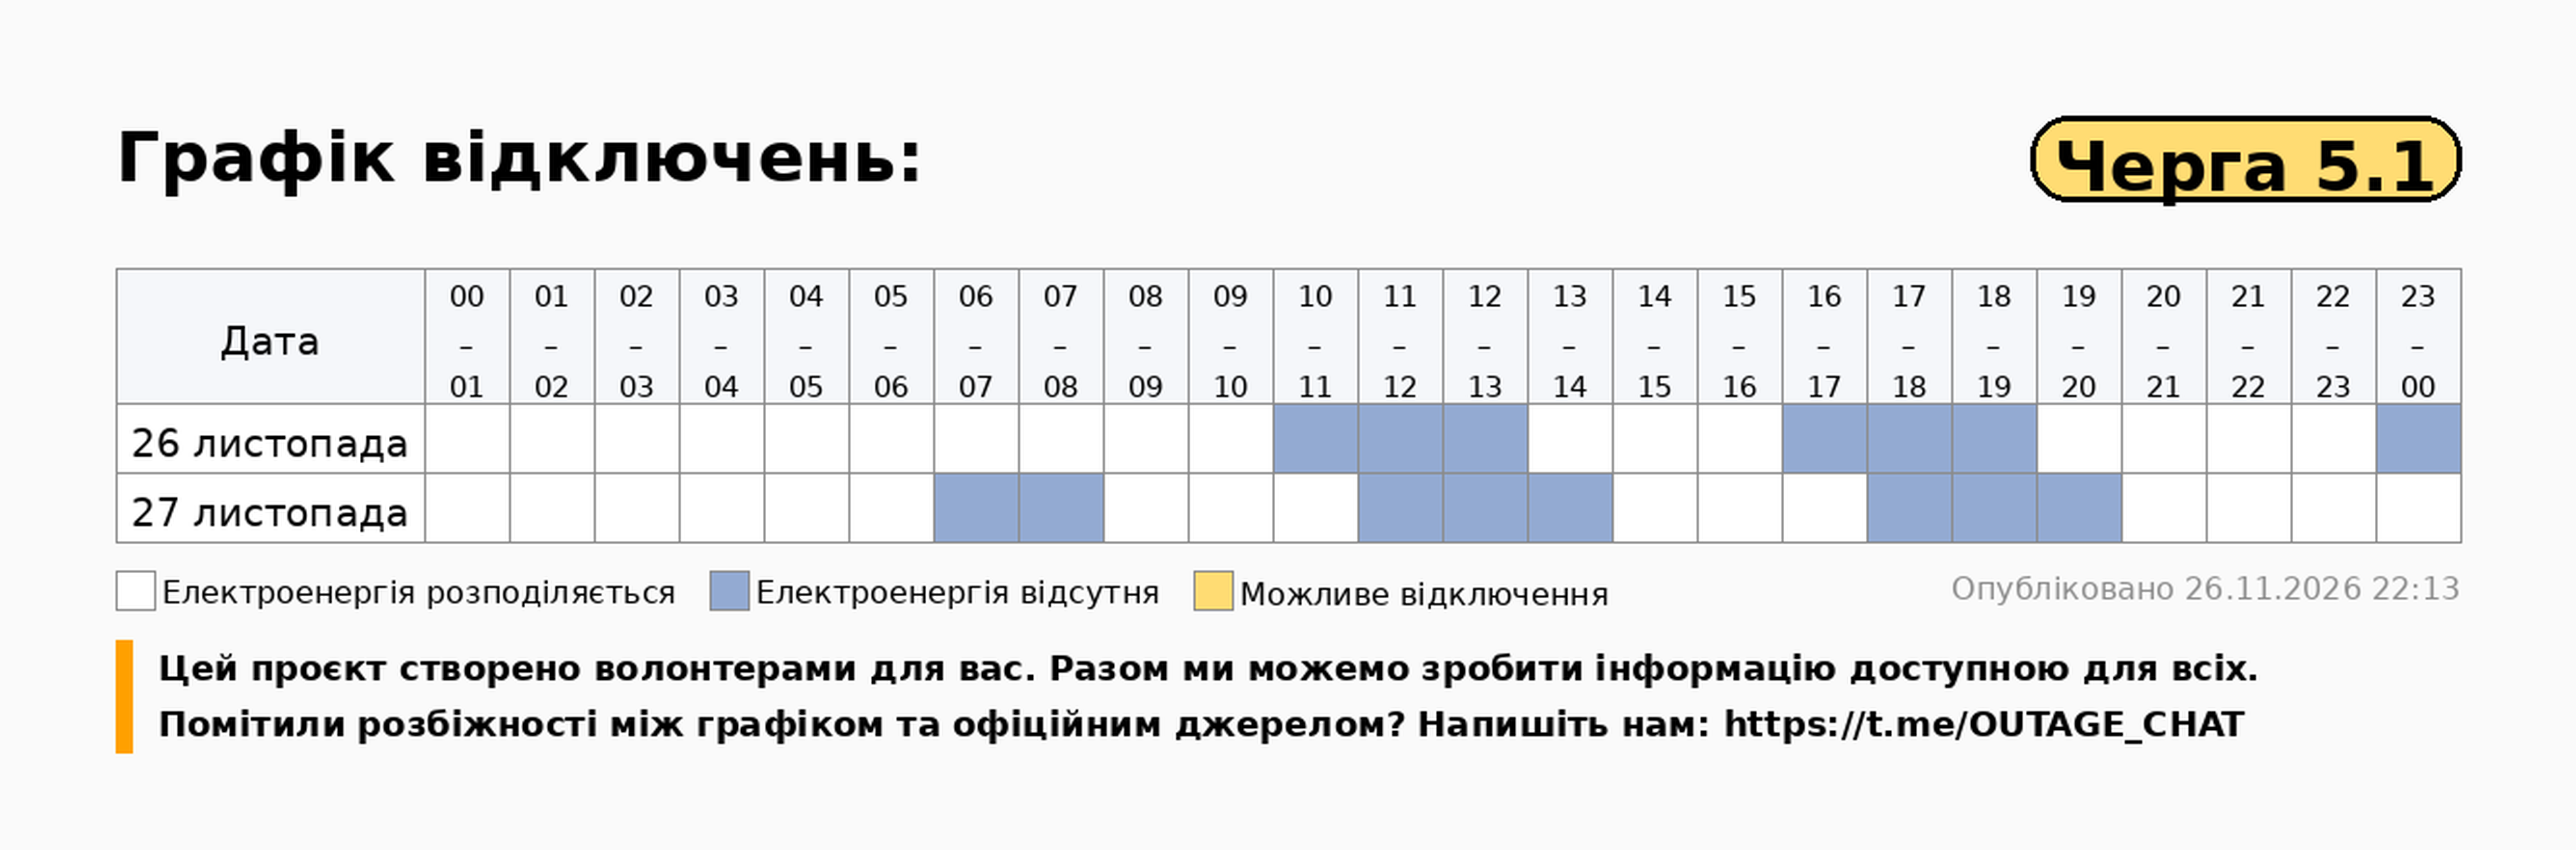 Графік відключень:
Черга 5.1
Дата
00 – 01
01 – 02
02 – 03
03 – 04
04 – 05
05 – 06
06 – 07
07 – 08
08 – 09
09 – 10
10 – 11
11 – 12
12 – 13
13 – 14
14 – 15
15 – 16
16 – 17
17 – 18
18 – 19
19 – 20
20 – 21
21 – 22
22 – 23
23 – 00
26 листопада
27 листопада
Електроенергія розподіляється
Електроенергія відсутня
Можливе відключення
Опубліковано 26.11.2026 22:13
Цей проєкт створено волонтерами для вас. Разом ми можемо зробити інформацію доступною для всіх.
Помітили розбіжності між графіком та офіційним джерелом? Напишіть нам: https://t.me/OUTAGE_CHAT